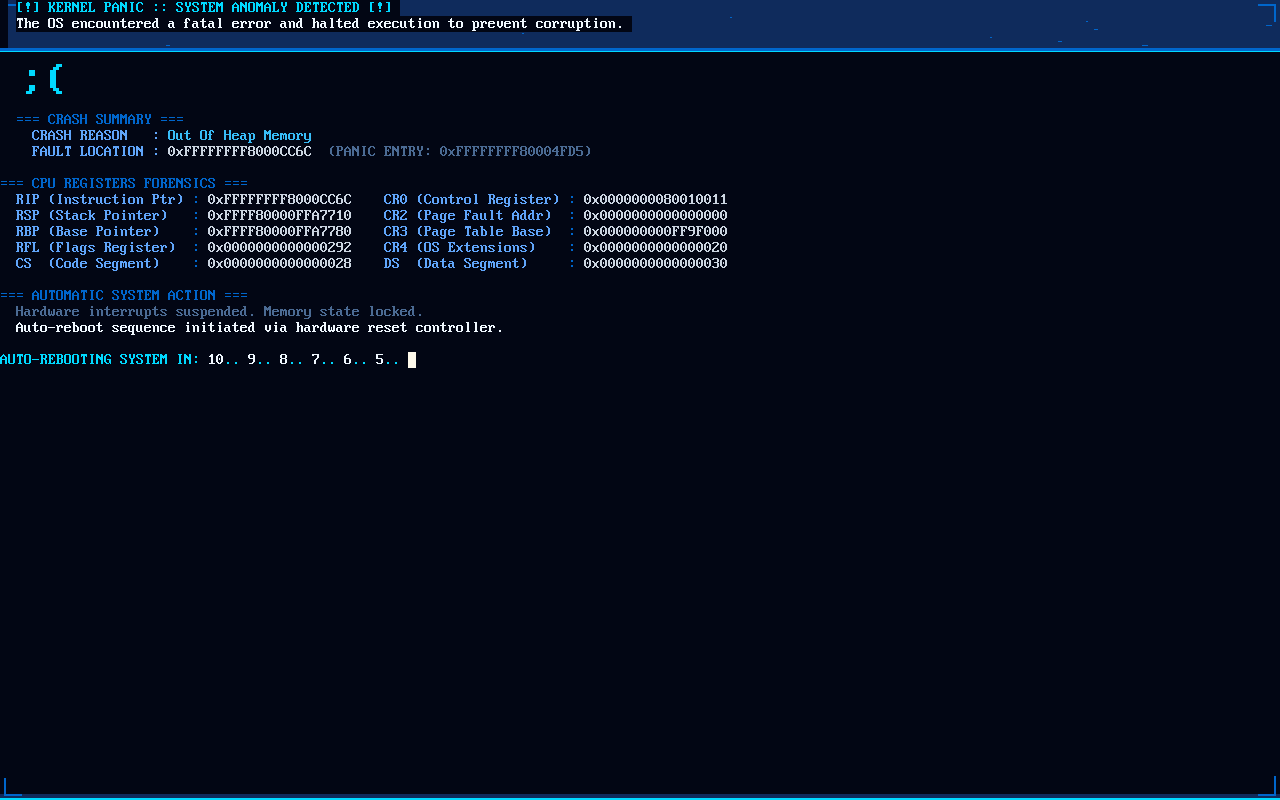 [!] KERNEL PANIC :: SYSTEM ANOMALY DETECTED [!]
The OS encountered a fatal error and halted execution to prevent corruption.
;(
=== CRASH SUMMARY ===
CRASH REASON   : Out Of Heap Memory
FAULT LOCATION : 0xFFFFFFFF8000CC6C  (PANIC ENTRY: 0xFFFFFFFF80004FD5)
=== CPU REGISTERS FORENSICS ===
RIP (Instruction Ptr) : 0xFFFFFFFF8000CC6C    CR0 (Control Register) : 0x0000000080010011
RSP (Stack Pointer)   : 0xFFFF80000FFA7710    CR2 (Page Fault Addr)  : 0x0000000000000000
RBP (Base Pointer)    : 0xFFFF80000FFA7780    CR3 (Page Table Base)  : 0x000000000FF9F000
RFL (Flags Register)  : 0x0000000000000292    CR4 (OS Extensions)    : 0x0000000000000020
CS  (Code Segment)    : 0x0000000000000028    DS  (Data Segment)     : 0x0000000000000030
=== AUTOMATIC SYSTEM ACTION ===
Hardware interrupts suspended. Memory state locked.
Auto-reboot sequence initiated via hardware reset controller.
AUTO-REBOOTING SYSTEM IN: 10.. 9.. 8.. 7.. 6.. 5..